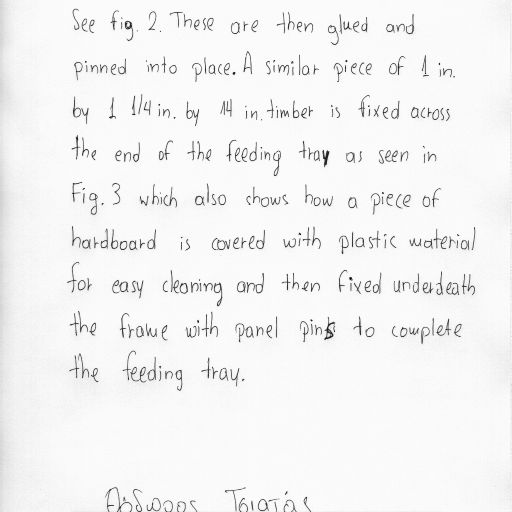 See fig. 2. These are then glued and
pinned into place. A similar piece of 1 in.
by 1 1/4 in. by 14 in. timber is fixed across
the end of the feeding tray as seen in
Fig. 3 which also shows how a piece of
hardboard is covered with plastic material
for easy cleaning and then fixed underdeath
the frame with panel pins to complete
the feeding tray.